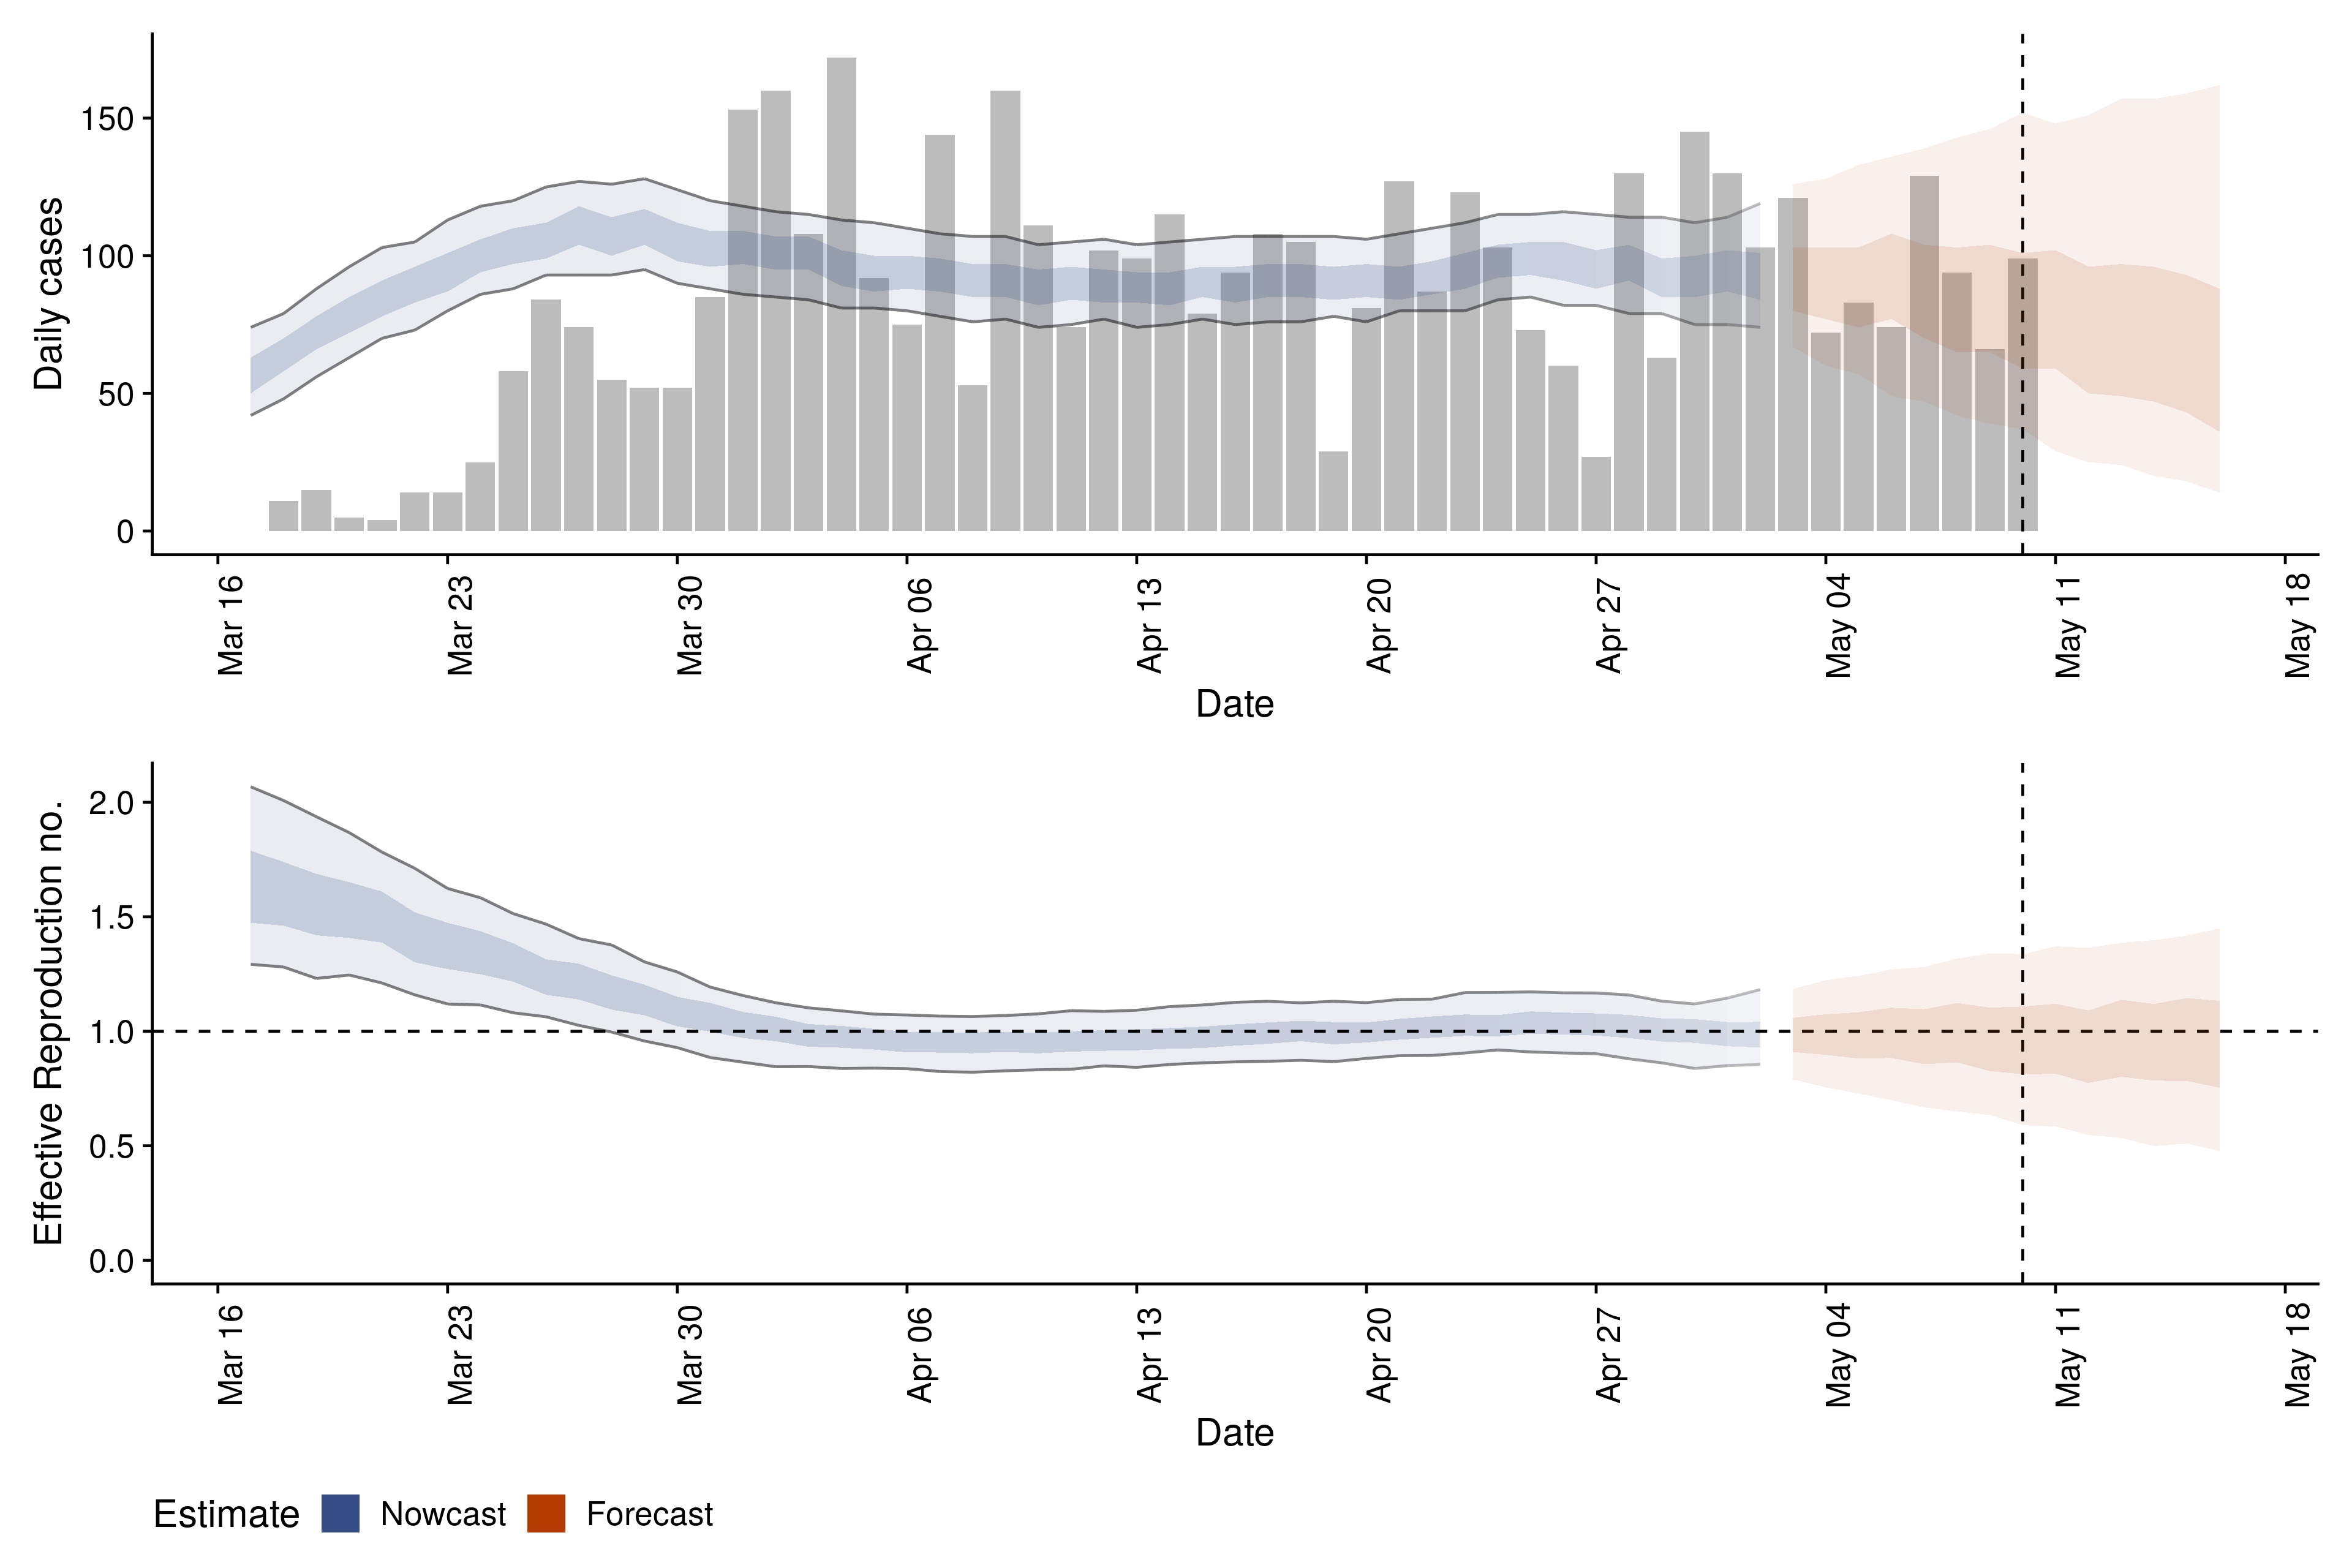 Daily cases
150
100
50
0
Mar 16
Mar 23
Mar 30
Apr 06
Apr 13
Apr 20
Apr 27
May 04
May 11
May 18
Date
Effective Reproduction no.
2.0
1.5
1.0
0.5
0.0
Mar 16
Mar 23
Mar 30
Apr 06
Apr 13
Apr 20
Apr 27
May 04
May 11
May 18
Date
Estimate Nowcast Forecast